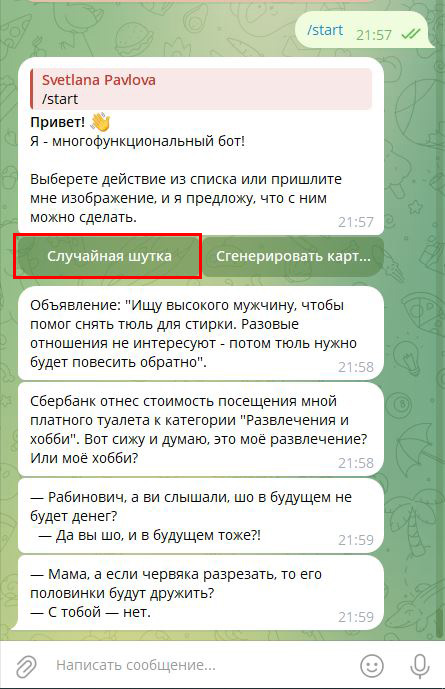 /start
21:57
Svetlana Pavlova
/start
Привет! 👋
Я - многофункциональный бот!
Выберете действие из списка или пришлите
мне изображение, и я предложу, что с ним
можно сделать.
21:57
Случайная шутка
Сгенерировать карт...
Объявление: "Ищу высокого мужчину, чтобы
помог снять тюль для стирки. Разовые
отношения не интересуют - потом тюль нужно
будет повесить обратно".
21:58
Сбербанк отнес стоимость посещения мной
платного туалета к категории "Развлечения и
хобби". Вот сижу и думаю, это моё развлечение?
Или моё хобби?
21:58
— Рабинович, а ви слышали, шо в будущем не
будет денег?
— Да вы шо, и в будущем тоже?!
21:59
— Мама, а если червяка разрезать, то его
половинки будут дружить?
— С тобой — нет.
21:59
Написать сообщение...